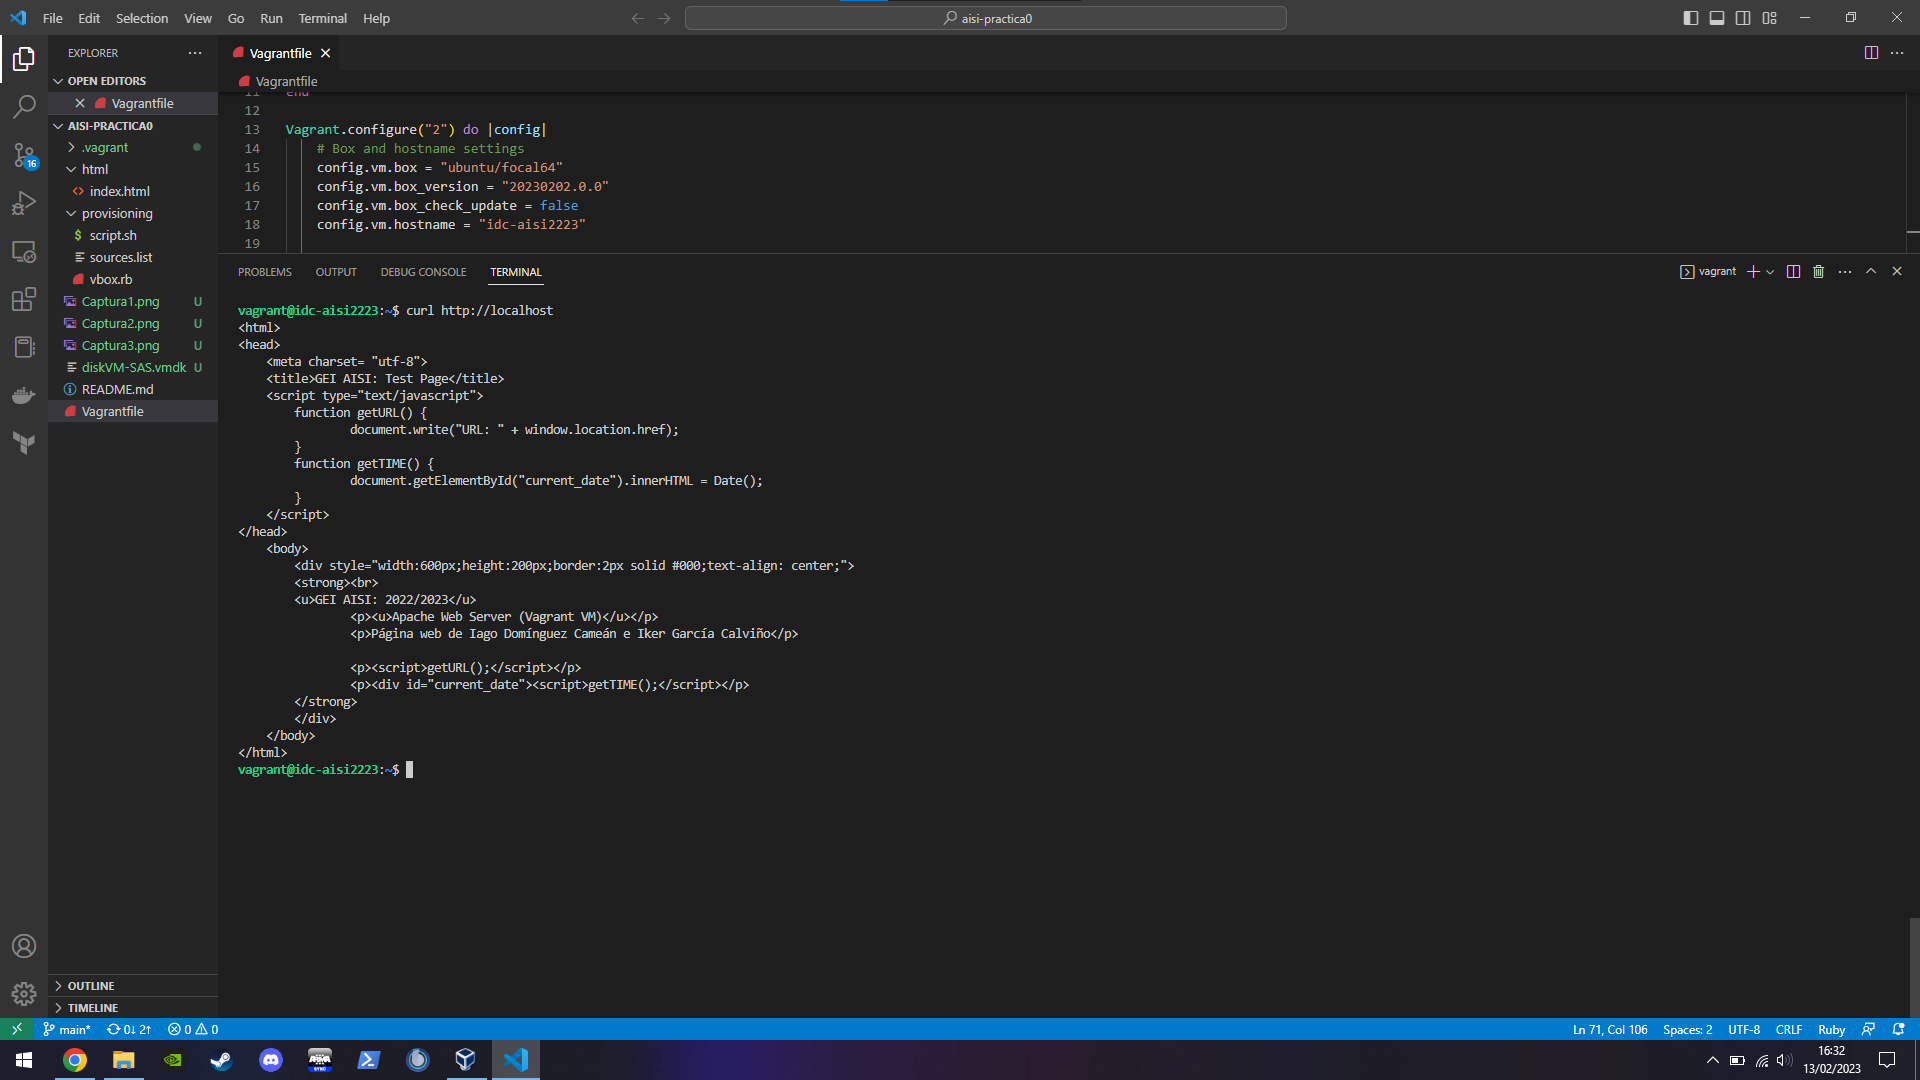 File Edit Selection View Go Run Terminal Help
aisi-practica0
EXPLORER
OPEN EDITORS
Vagrantfile
AISI-PRACTICA0
.vagrant
html
index.html
provisioning
$ script.sh
sources.list
vbox.rb
Captura1.png U
Captura2.png U
Captura3.png U
diskVM-SAS.vmdk U
README.md
Vagrantfile
OUTLINE
TIMELINE
16
Vagrantfile
Vagrantfile
11 end
12
13 Vagrant.configure("2") do |config|
14 # Box and hostname settings
15 config.vm.box = "ubuntu/focal64"
16 config.vm.box_version = "20230202.0.0"
17 config.vm.box_check_update = false
18 config.vm.hostname = "idc-aisi2223"
19
PROBLEMS OUTPUT DEBUG CONSOLE TERMINAL
vagrant
vagrant@idc-aisi2223:~$ curl http://localhost
<html>
<head>
    <meta charset= "utf-8">
    <title>GEI AISI: Test Page</title>
    <script type="text/javascript">
        function getURL() {
                document.write("URL: " + window.location.href);
        }
        function getTIME() {
                document.getElementById("current_date").innerHTML = Date();
        }
    </script>
</head>
    <body>
        <div style="width:600px;height:200px;border:2px solid #000;text-align: center;">
        <strong><br>
        <u>GEI AISI: 2022/2023</u>
                <p><u>Apache Web Server (Vagrant VM)</u></p>
                <p>Página web de Iago Domínguez Cameán e Iker García Calviño</p>
                <p><script>getURL();</script></p>
                <p><div id="current_date"><script>getTIME();</script></p>
        </strong>
        </div>
    </body>
</html>
vagrant@idc-aisi2223:~$
main* 0↓ 2↑ 0 0
Ln 71, Col 106 Spaces: 2 UTF-8 CRLF Ruby
16:32
13/02/2023